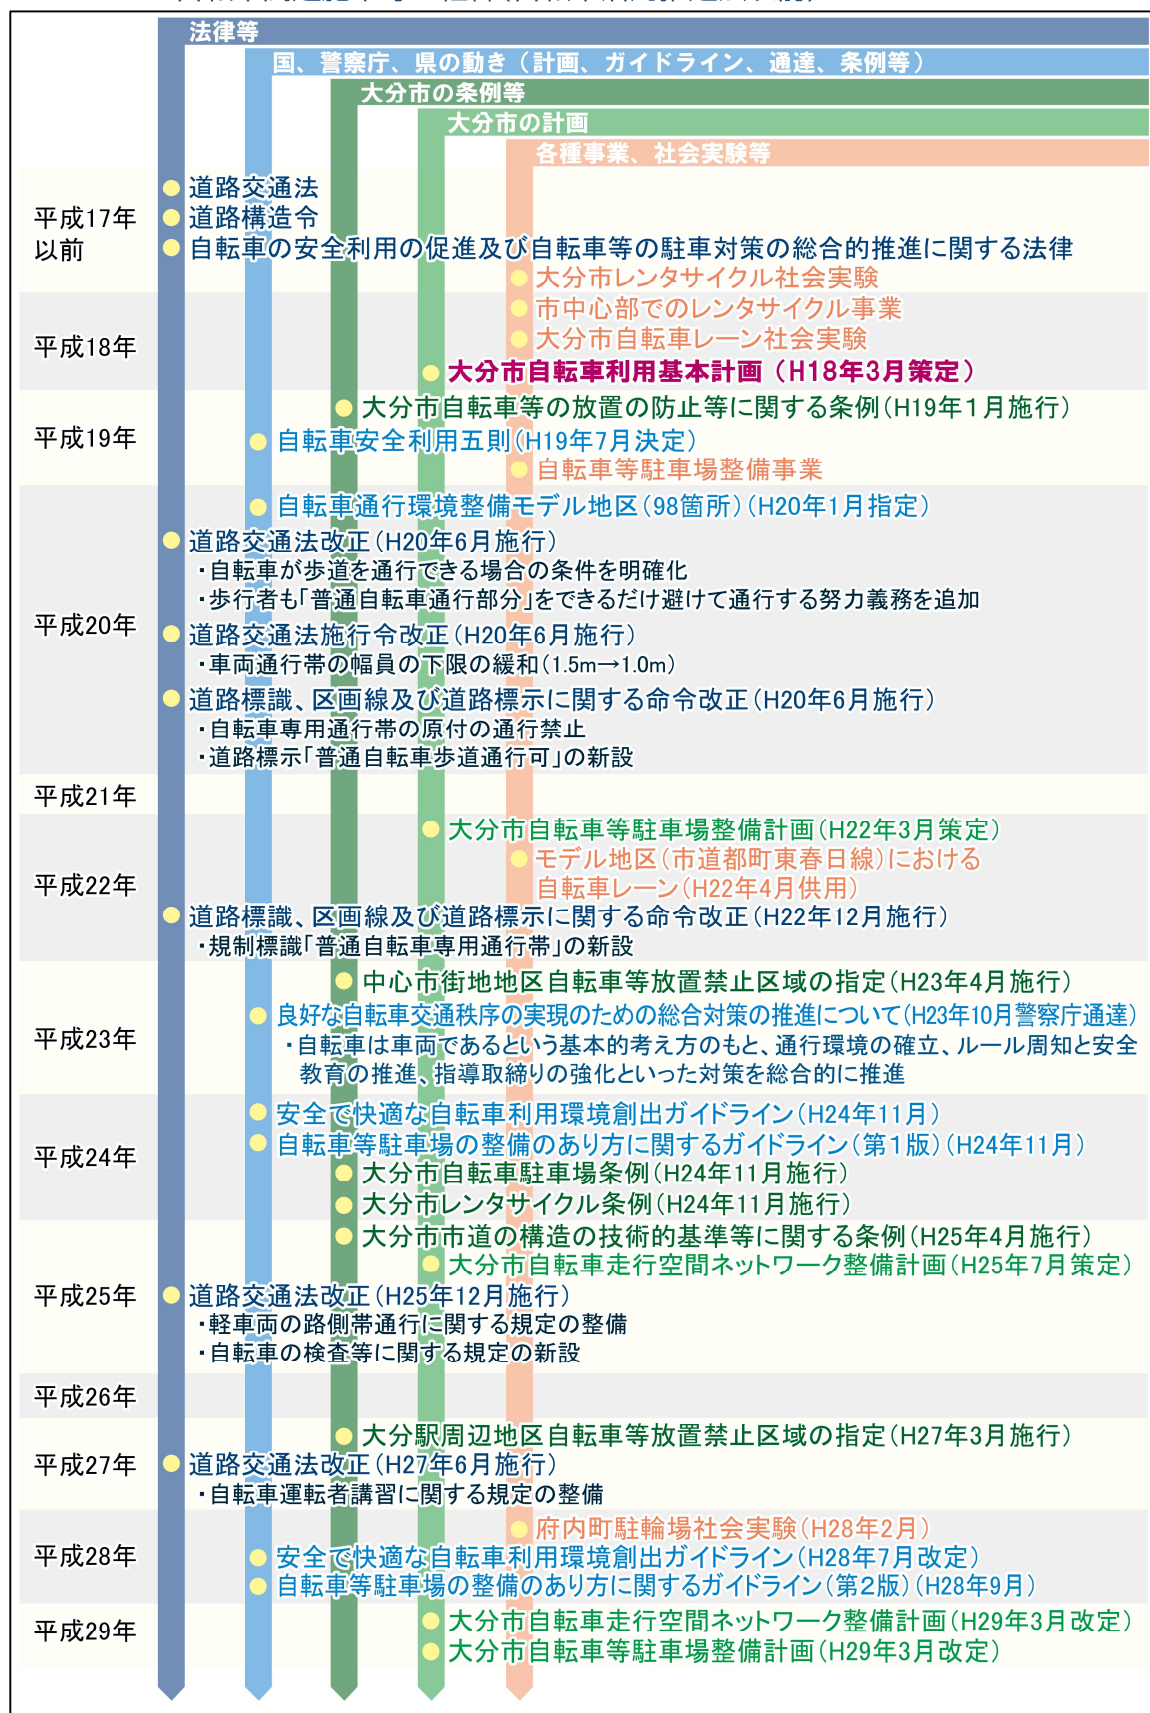 法律等
国、警察庁、県の動き（計画、ガイドライン、通達、条例等）
大分市の条例等
大分市の計画
各種事業、社会実験等
平成17年
以前
道路交通法
道路構造令
自転車の安全利用の促進及び自転車等の駐車対策の総合的推進に関する法律
大分市レンタサイクル社会実験
平成18年
市中心部でのレンタサイクル事業
大分市自転車レーン社会実験
大分市自転車利用基本計画（H18年3月策定）
平成19年
大分市自転車等の放置の防止等に関する条例（H19年1月施行）
自転車安全利用五則（H19年7月決定）
自転車等駐車場整備事業
平成20年
自転車通行環境整備モデル地区（98箇所）（H20年1月指定）
道路交通法改正（H20年6月施行）
・自転車が歩道を通行できる場合の条件を明確化
・歩行者も「普通自転車通行部分」をできるだけ避けて通行する努力義務を追加
道路交通法施行令改正（H20年6月施行）
・車両通行帯の幅員の下限の緩和（1.5m→1.0m）
道路標識、区画線及び道路標示に関する命令改正（H20年6月施行）
・自転車専用通行帯の原付の通行禁止
・道路標示「普通自転車歩道通行可」の新設
平成21年
平成22年
大分市自転車等駐車場整備計画（H22年3月策定）
モデル地区（市道都町東春日線）における
自転車レーン（H22年4月供用）
道路標識、区画線及び道路標示に関する命令改正（H22年12月施行）
・規制標識「普通自転車専用通行帯」の新設
平成23年
中心市街地地区自転車等放置禁止区域の指定（H23年4月施行）
良好な自転車交通秩序の実現のための総合対策の推進について（H23年10月警察庁通達）
・自転車は車両であるという基本的考え方のもと、通行環境の確立、ルール周知と安全
教育の推進、指導取締りの強化といった対策を総合的に推進
平成24年
安全で快適な自転車利用環境創出ガイドライン（H24年11月）
自転車等駐車場の整備のあり方に関するガイドライン（第1版）（H24年11月）
大分市自転車駐車場条例（H24年11月施行）
大分市レンタサイクル条例（H24年11月施行）
平成25年
大分市市道の構造の技術的基準等に関する条例（H25年4月施行）
大分市自転車走行空間ネットワーク整備計画（H25年7月策定）
道路交通法改正（H25年12月施行）
・軽車両の路側帯通行に関する規定の整備
・自転車の検査等に関する規定の新設
平成26年
平成27年
大分駅周辺地区自転車等放置禁止区域の指定（H27年3月施行）
道路交通法改正（H27年6月施行）
・自転車運転者講習に関する規定の整備
平成28年
府内町駐輪場社会実験（H28年2月）
安全で快適な自転車利用環境創出ガイドライン（H28年7月改定）
自転車等駐車場の整備のあり方に関するガイドライン（第2版）（H28年9月）
平成29年
大分市自転車走行空間ネットワーク整備計画（H29年3月改定）
大分市自転車等駐車場整備計画（H29年3月改定）